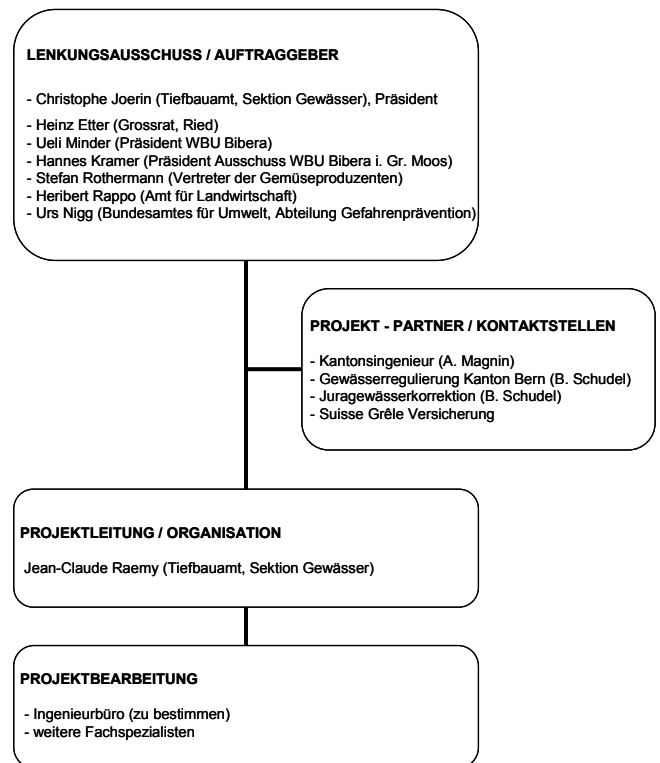 LENKUNGSAUSSCHUSS / AUFTRAGGEBER
- Christophe Joerin (Tiefbauamt, Sektion Gewässer), Präsident
- Heinz Etter (Grossrat, Ried)
- Ueli Minder (Präsident WBU Bibera)
- Hannes Kramer (Präsident Ausschuss WBU Bibera i. Gr. Moos)
- Stefan Rothermann (Vertreter der Gemüseproduzenten)
- Heribert Rappo (Amt für Landwirtschaft)
- Urs Nigg (Bundesamtes für Umwelt, Abteilung Gefahrenprävention)
PROJEKT - PARTNER / KONTAKTSTELLEN
- Kantonsingenieur (A. Magnin)
- Gewässerregulierung Kanton Bern (B. Schudel)
- Juragewässerkorrektion (B. Schudel)
- Suisse Grêle Versicherung
PROJEKTLEITUNG / ORGANISATION
Jean-Claude Raemy (Tiefbauamt, Sektion Gewässer)
PROJEKTBEARBEITUNG
- Ingenieurbüro (zu bestimmen)
- weitere Fachspezialisten